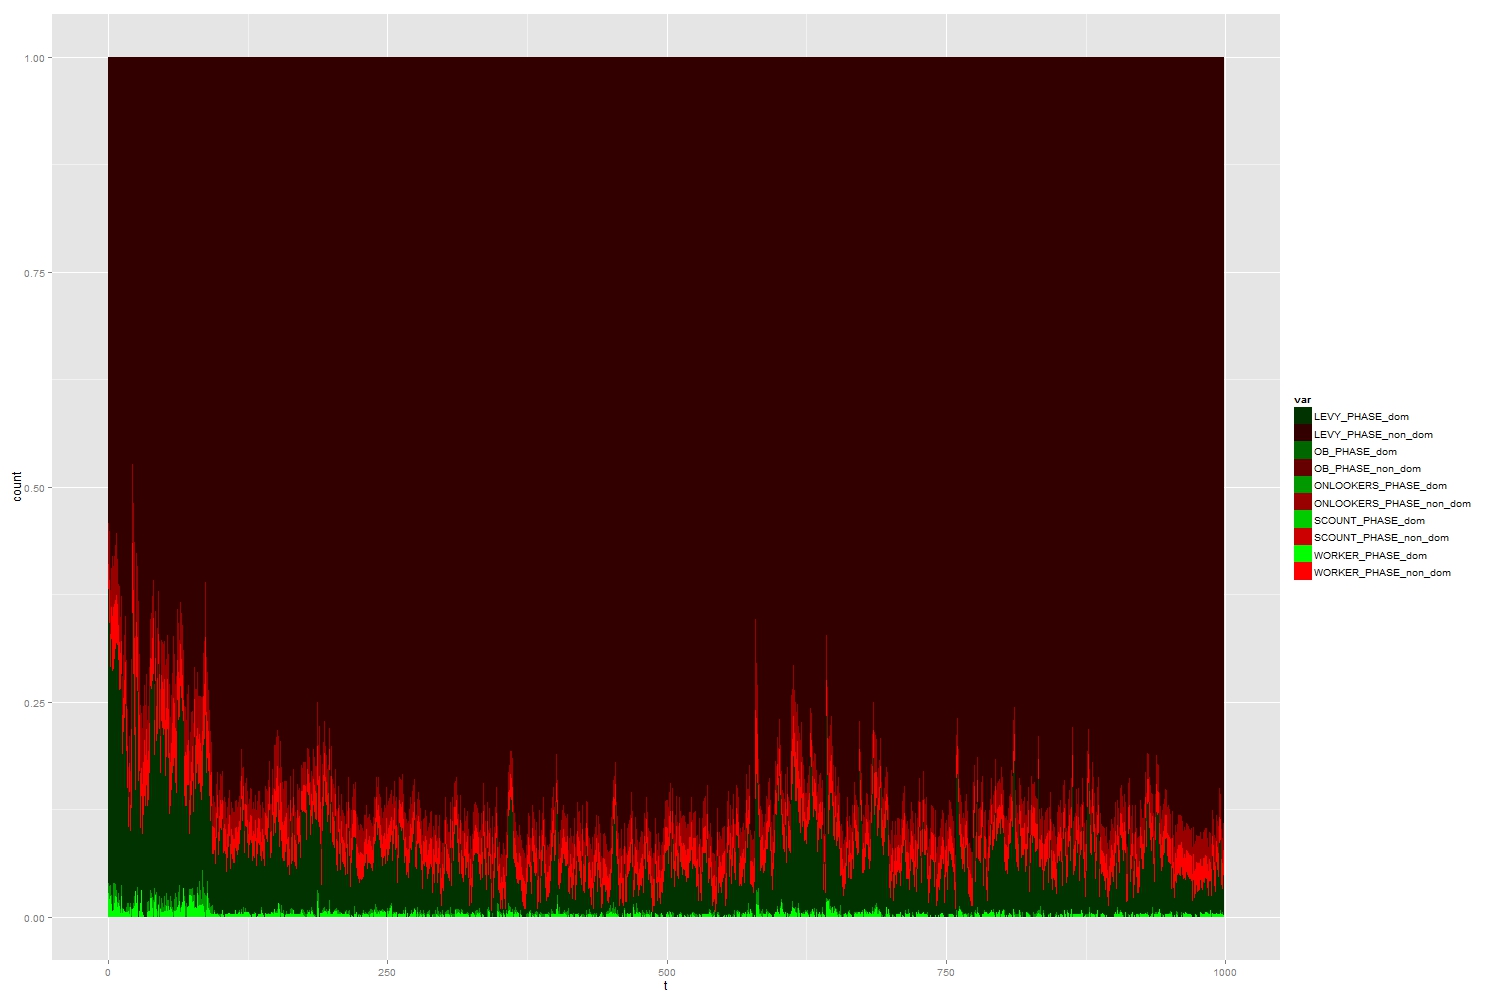 1.00
0.75
0.50
0.25
0.00
count
0
250
500
750
1000
t
var
LEVY_PHASE_dom
LEVY_PHASE_non_dom
OB_PHASE_dom
OB_PHASE_non_dom
ONLOOKERS_PHASE_dom
ONLOOKERS_PHASE_non_dom
SCOUNT_PHASE_dom
SCOUNT_PHASE_non_dom
WORKER_PHASE_dom
WORKER_PHASE_non_dom